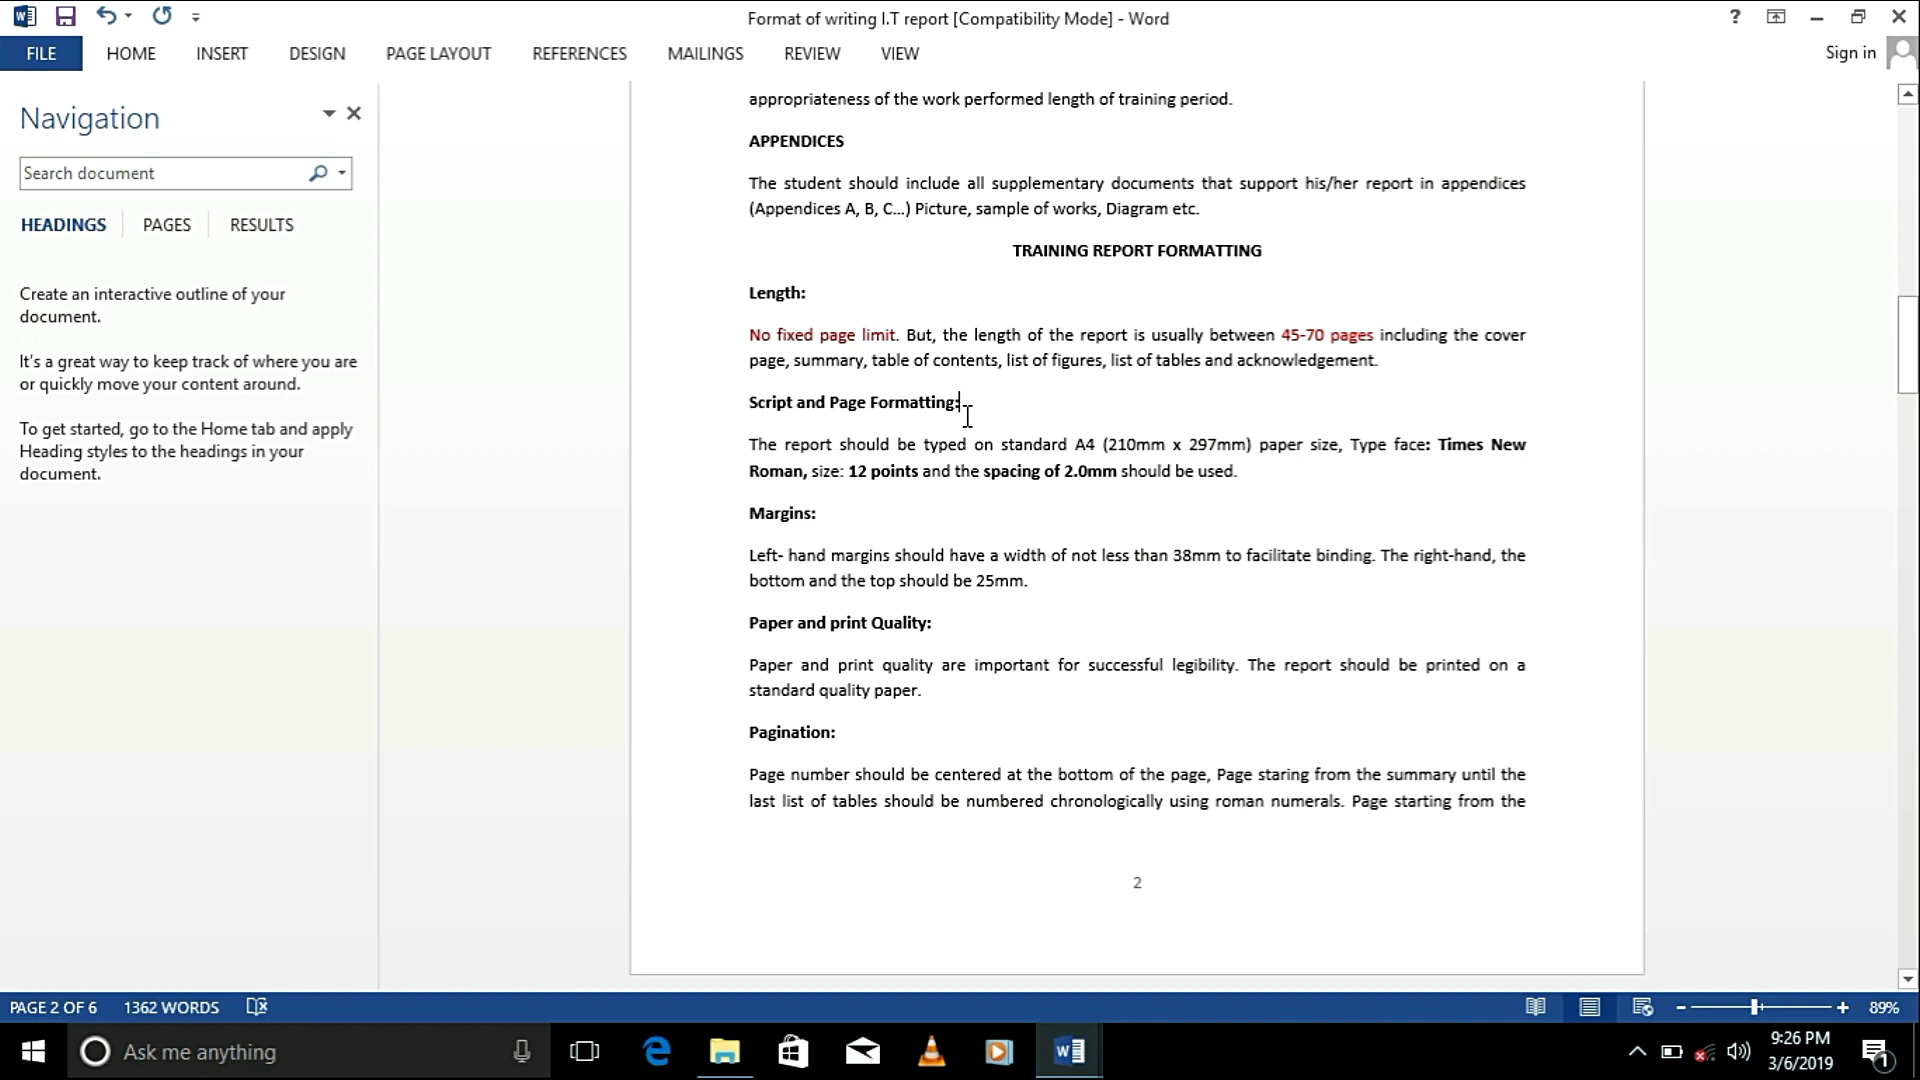 Format of writing I.T report [Compatibility Mode] - Word
?
FILE HOME INSERT DESIGN PAGE LAYOUT REFERENCES MAILINGS REVIEW VIEW Sign in
Navigation
Search document
HEADINGS PAGES RESULTS
Create an interactive outline of your
document.
It's a great way to keep track of where you are
or quickly move your content around.
To get started, go to the Home tab and apply
Heading styles to the headings in your
document.
appropriateness of the work performed length of training period.
APPENDICES
The student should include all supplementary documents that support his/her report in appendices
(Appendices A, B, C...) Picture, sample of works, Diagram etc.
TRAINING REPORT FORMATTING
Length:
No fixed page limit. But, the length of the report is usually between 45-70 pages including the cover
page, summary, table of contents, list of figures, list of tables and acknowledgement.
Script and Page Formatting:
The report should be typed on standard A4 (210mm x 297mm) paper size, Type face: Times New
Roman, size: 12 points and the spacing of 2.0mm should be used.
Margins:
Left- hand margins should have a width of not less than 38mm to facilitate binding. The right-hand, the
bottom and the top should be 25mm.
Paper and print Quality:
Paper and print quality are important for successful legibility. The report should be printed on a
standard quality paper.
Pagination:
Page number should be centered at the bottom of the page, Page staring from the summary until the
last list of tables should be numbered chronologically using roman numerals. Page starting from the
2
PAGE 2 OF 6 1362 WORDS 89%
Ask me anything
9:26 PM
3/6/2019
1